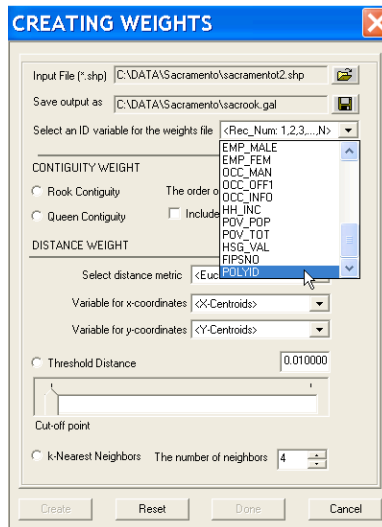 CREATING WEIGHTS
Input File (*.shp) C:\DATA\Sacramento\sacramentot2.shp
Save output as C:\DATA\Sacramento\sacrook.gal
Select an ID variable for the weights file <Rec_Num: 1,2,3,...,N>
EMP_MALE
EMP_FEM
OCC_MAN
OCC_OFF1
OCC_INFO
HH_INC
POV_POP
POV_TOT
HSG_VAL
FIPSNO
POLYID
CONTIGUITY WEIGHT
Rook Contiguity The order o
Queen Contiguity Include
DISTANCE WEIGHT
Select distance metric <Euc
Variable for x-coordinates <X-Centroids>
Variable for y-coordinates <Y-Centroids>
Threshold Distance 0.010000
Cut-off point
k-Nearest Neighbors The number of neighbors 4
Create Reset Done Cancel